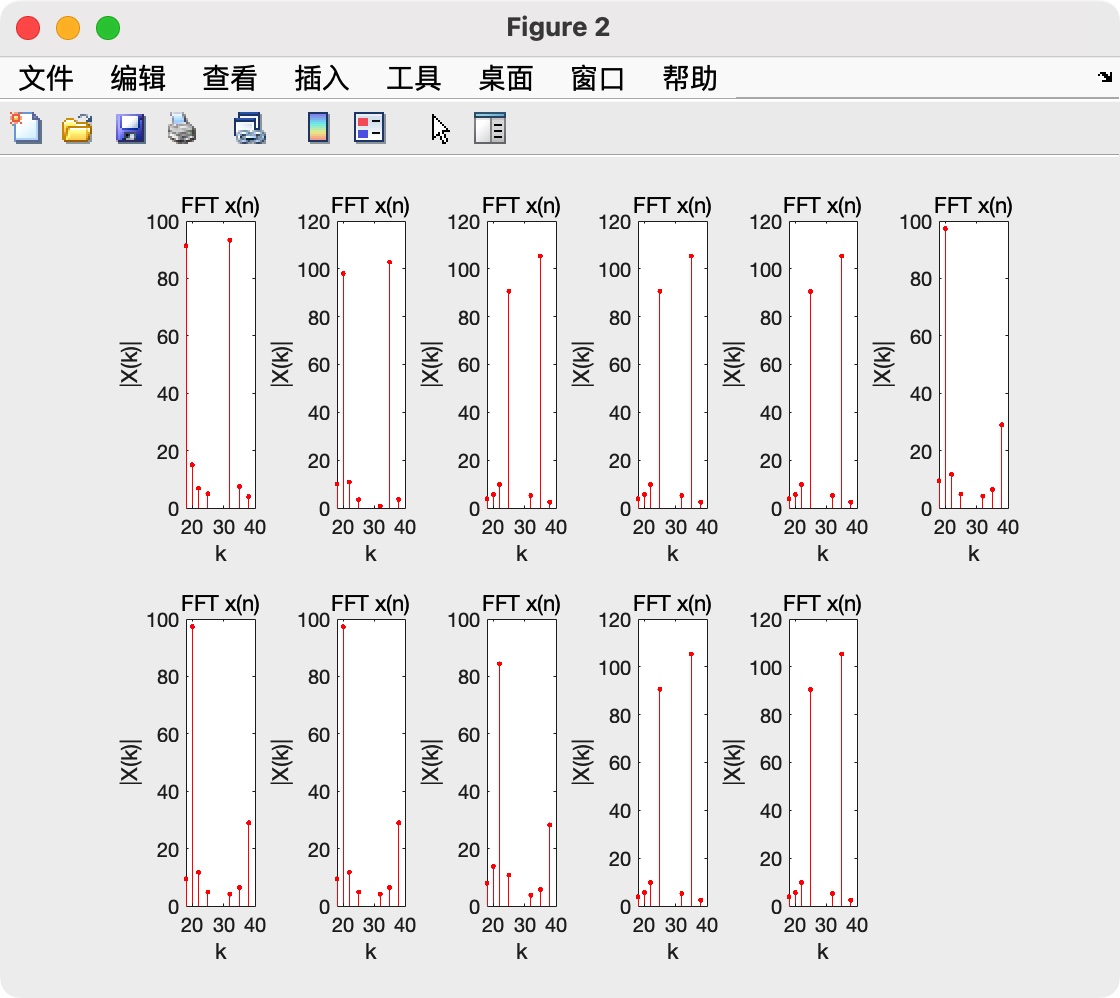 Figure 2
文件 编辑 查看 插入 工具 桌面 窗口 帮助
FFT x(n) FFT x(n) FFT x(n) FFT x(n) FFT x(n) FFT x(n)
100 120 120 120 120 100
80 100 100 100 100 80
60 80 80 80 80 60
|X(k)| |X(k)| |X(k)| |X(k)| |X(k)| |X(k)|
40 60 60 60 60 40
20 40 40 40 40 20
20 20 20 20
0 0 0 0 0 0
20 30 40 20 30 40 20 30 40 20 30 40 20 30 40 20 30 40
k k k k k k
FFT x(n) FFT x(n) FFT x(n) FFT x(n) FFT x(n)
100 100 100 120 120
80 80 80 100 100
60 60 60 80 80
|X(k)| |X(k)| |X(k)| |X(k)| |X(k)|
40 40 40 60 60
20 20 20 40 40
20 20
0 0 0 0 0
20 30 40 20 30 40 20 30 40 20 30 40 20 30 40
k k k k k